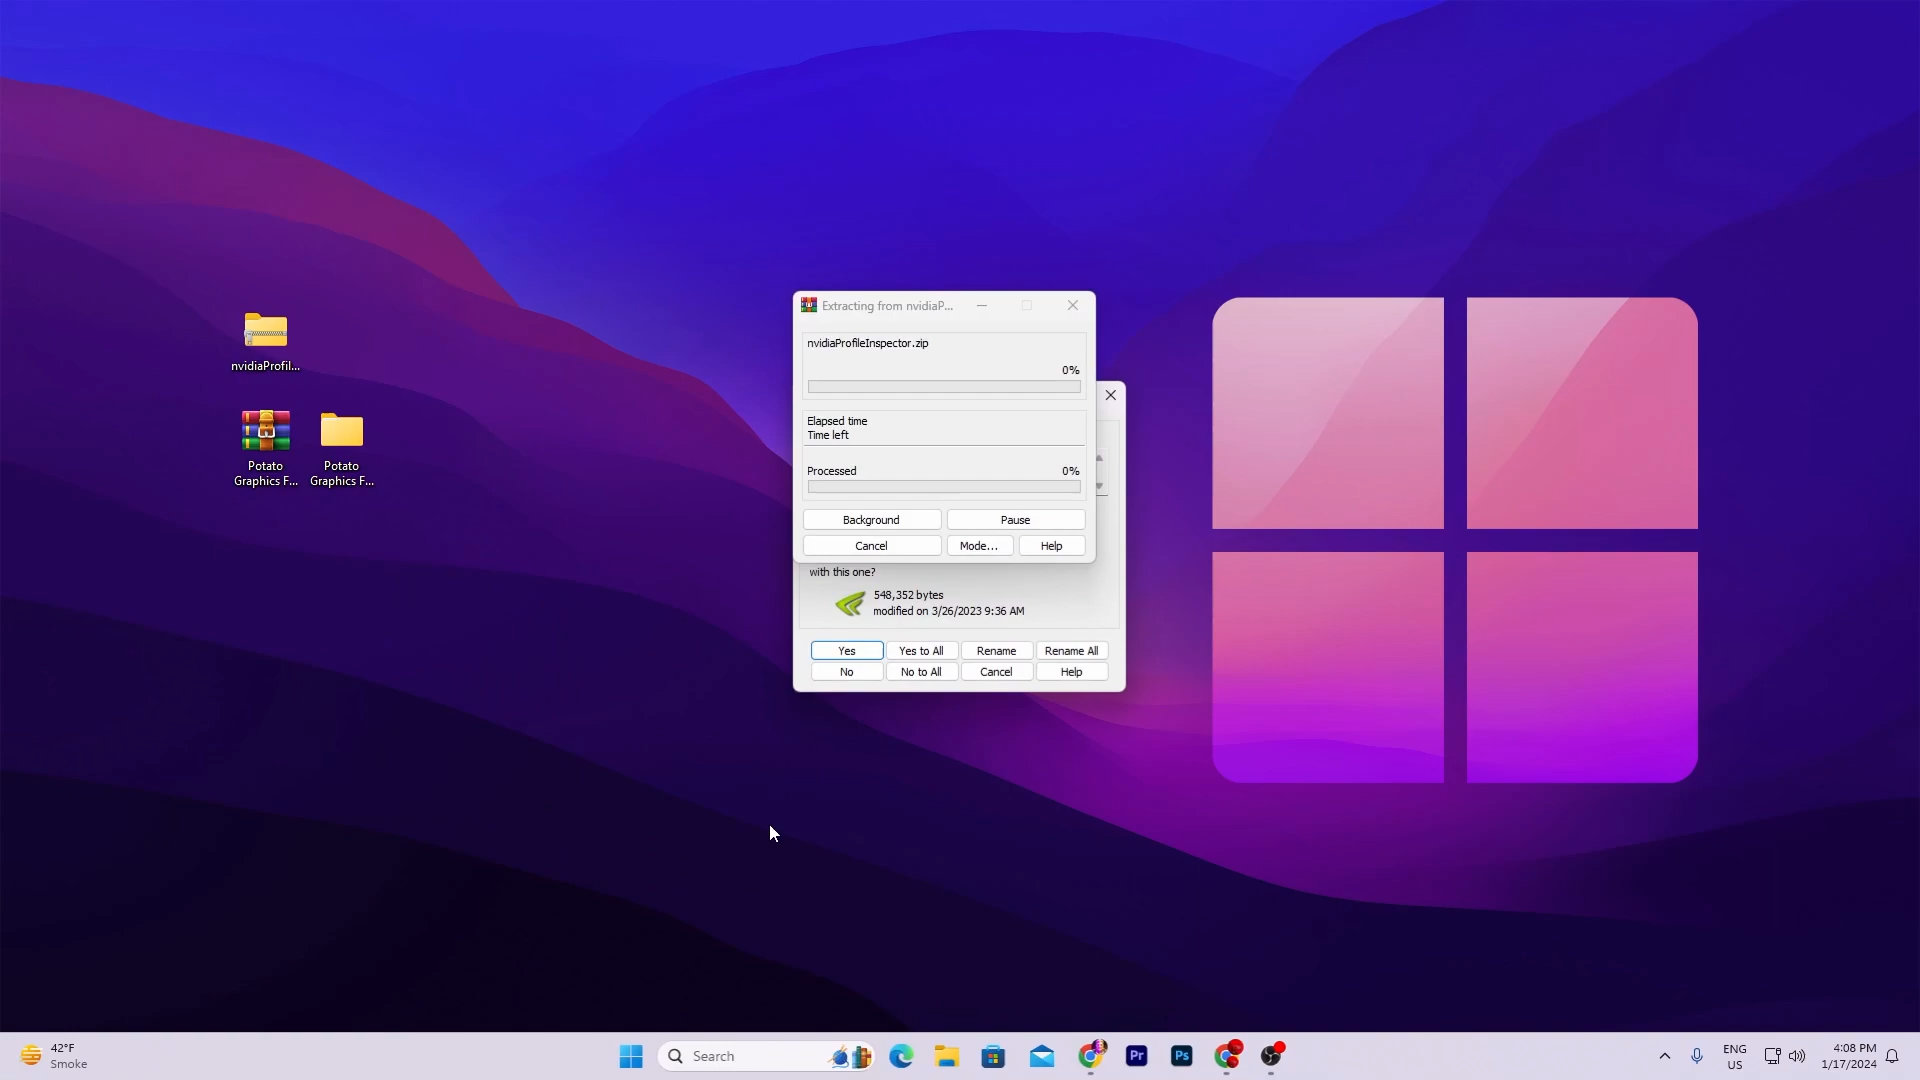 nvidiaProfil...
Potato
Graphics F...
Potato
Graphics F...
Extracting from nvidiaP...
nvidiaProfileInspector.zip
0%
Elapsed time
Time left
Processed
0%
Background
Pause
Cancel
Mode...
Help
with this one?
548,352 bytes
modified on 3/26/2023 9:36 AM
Yes
Yes to All
Rename
Rename All
No
No to All
Cancel
Help
42°F
Smoke
Search
Pr
Ps
ENG
US
4:08 PM
1/17/2024